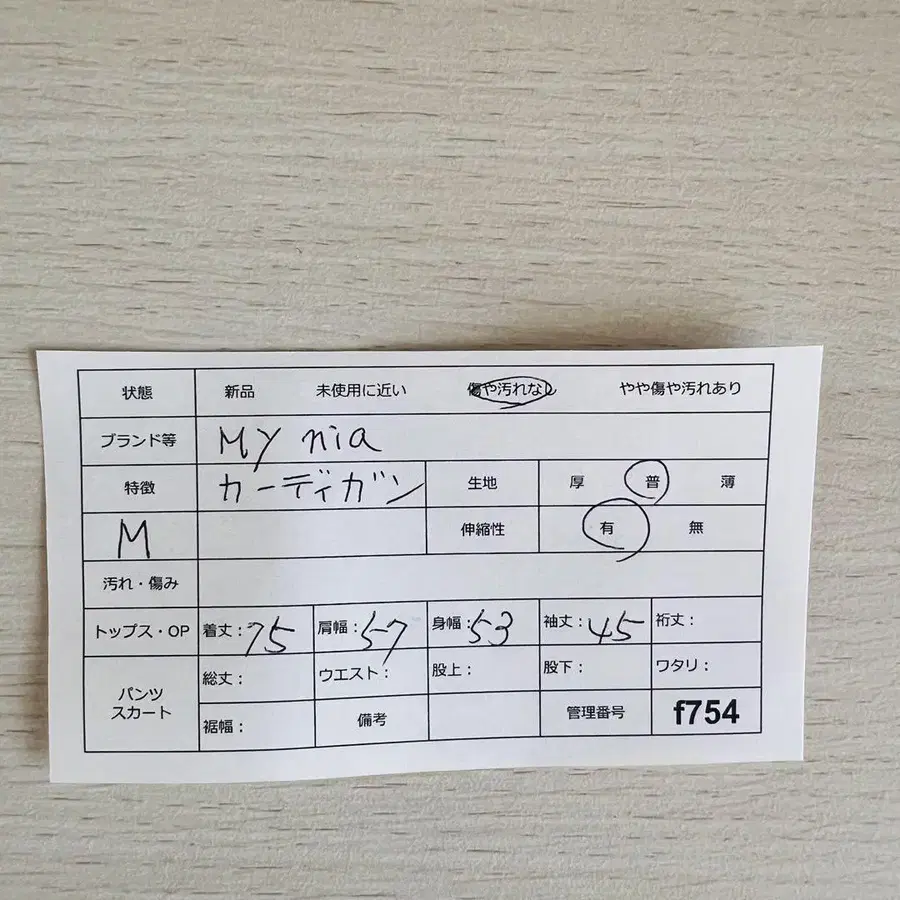 状態 新品 未使用に近い 傷や汚れなし やや傷や汚れあり
ブランド等 My nia
特徴 カーディガン 生地 厚 普 薄
M 伸縮性 有 無
汚れ・傷み
トップス・OP 着丈：75 肩幅：57 身幅：53 袖丈：45 裄丈：
パンツ スカート 総丈： ウエスト： 股上： 股下： ワタリ：
裾幅： 備考 管理番号 f754